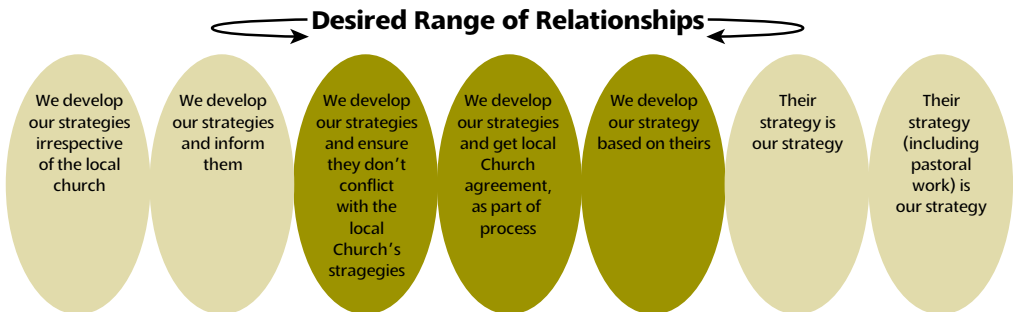 Desired Range of Relationships
We develop
our strategies
irrespective
of the local
church
We develop
our strategies
and inform
them
We develop
our strategies
and ensure
they don't
conflict
with the
local
Church's
stragegies
We develop
our strategies
and get local
Church
agreement,
as part of
process
We develop
our strategy
based on theirs
Their
strategy is
our strategy
Their
strategy
(including
pastoral
work) is
our strategy